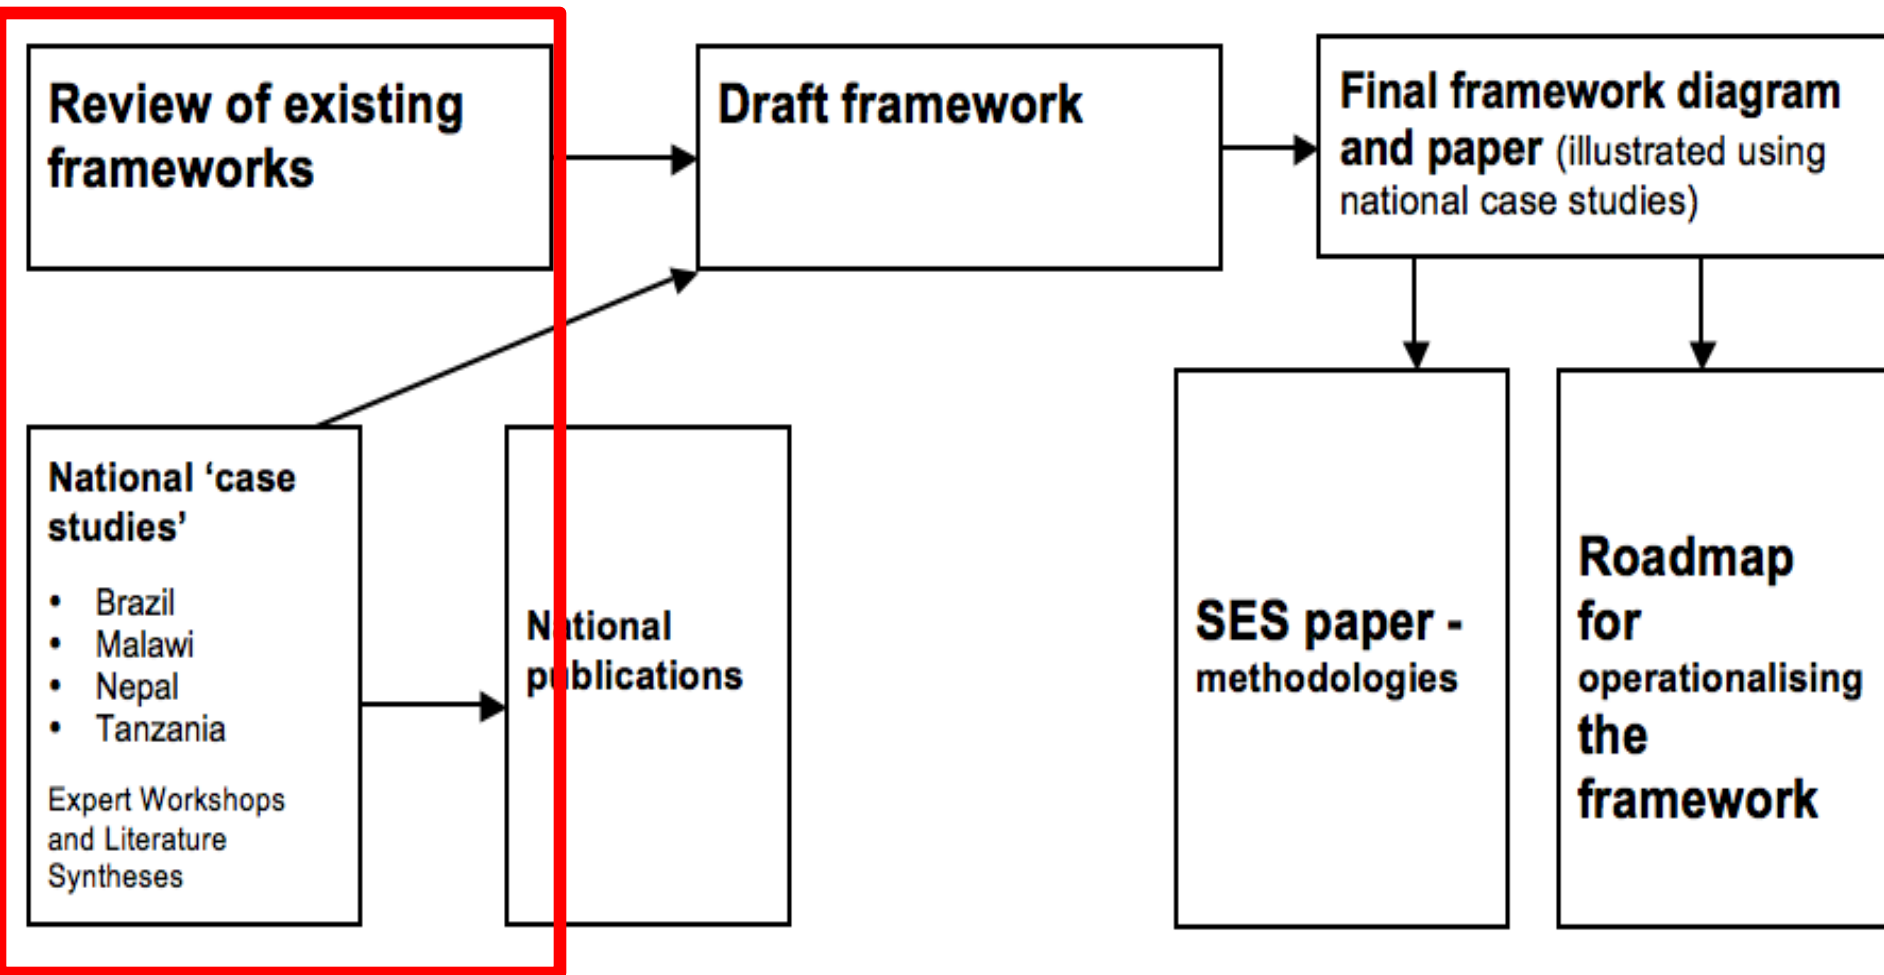 Review of existing
frameworks
Draft framework
Final framework diagram
and paper (illustrated using
national case studies)
National ‘case
studies’
• Brazil
• Malawi
• Nepal
• Tanzania
Expert Workshops
and Literature
Syntheses
National
publications
SES paper -
methodologies
Roadmap
for
operationalising
the
framework